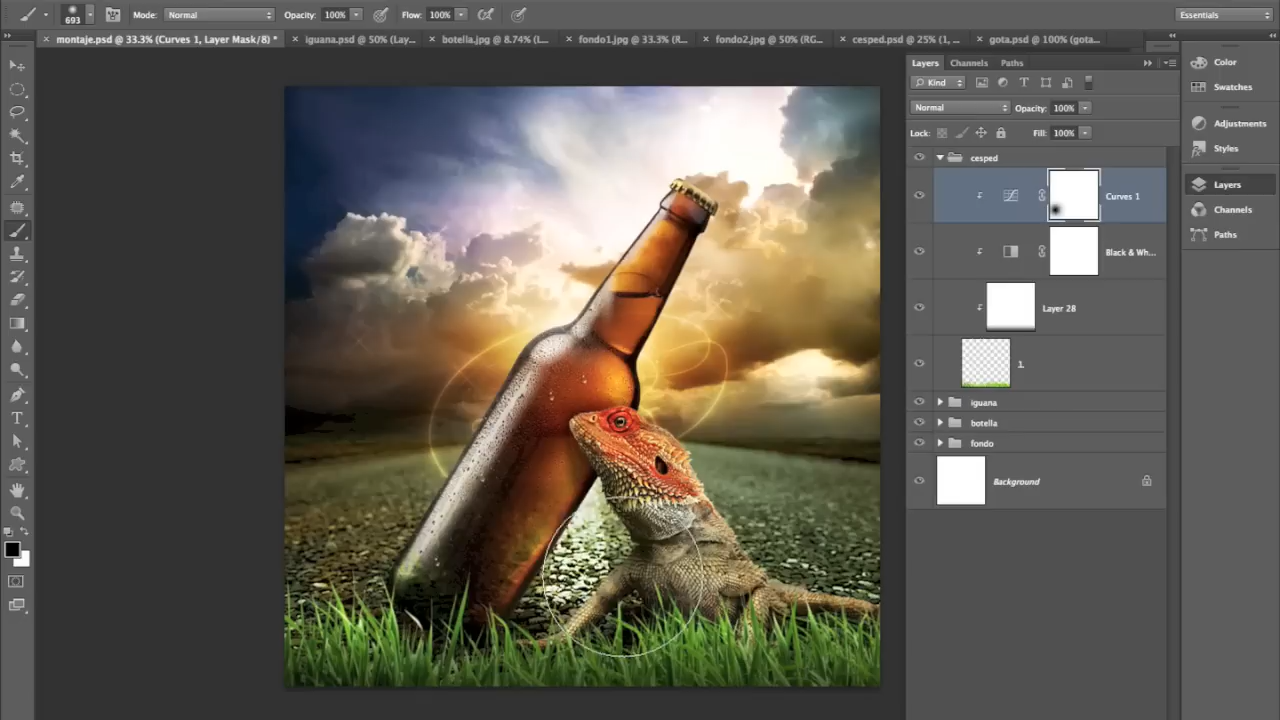 693 Mode: Normal Opacity: 100% Flow: 100% Essentials
montaje.psd @ 33.3% (Curves 1, Layer Mask/8) * iguana.psd @ 50% (Lay... botella.jpg @ 8.74% (L... fondo1.jpg @ 33.3% (R... fondo2.jpg @ 50% (RG... cesped.psd @ 25% (1, ... gota.psd @ 100% (gota...
Layers Channels Paths
Kind
Normal Opacity: 100%
Lock: Fill: 100%
cesped
Curves 1
Black & Wh...
Layer 28
1.
iguana
botella
fondo
Background
Color
Swatches
Adjustments
Styles
Layers
Channels
Paths